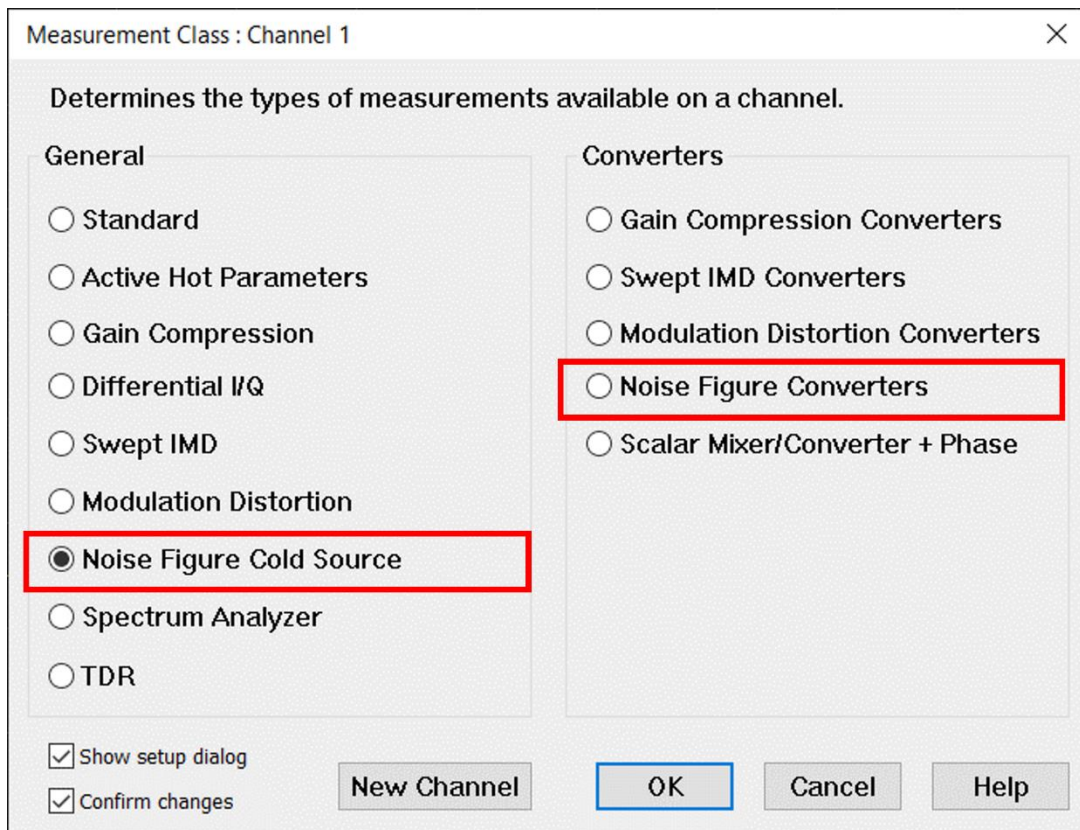 Measurement Class : Channel 1
Determines the types of measurements available on a channel.
General
Standard
Active Hot Parameters
Gain Compression
Differential I/Q
Swept IMD
Modulation Distortion
Noise Figure Cold Source
Spectrum Analyzer
TDR
Converters
Gain Compression Converters
Swept IMD Converters
Modulation Distortion Converters
Noise Figure Converters
Scalar Mixer/Converter + Phase
Show setup dialog
Confirm changes
New Channel
OK
Cancel
Help